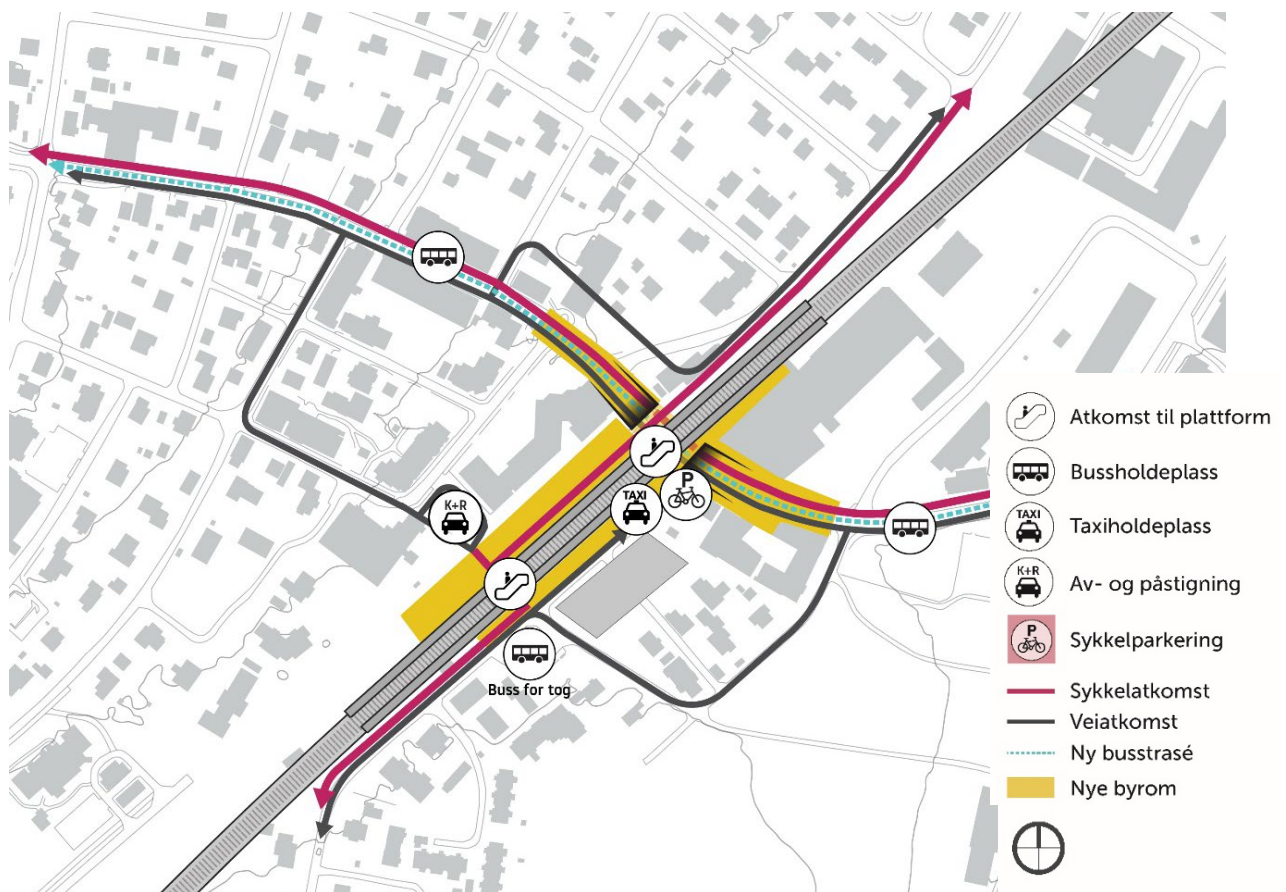 K+R
TAXI
P
Buss for tog
Atkomst til plattform
Bussholdeplass
TAXI
Taxiholdeplass
K+R
Av- og påstigning
P
Sykkelparkering
Sykkelatkomst
Veiatkomst
Ny busstrasé
Nye byrom